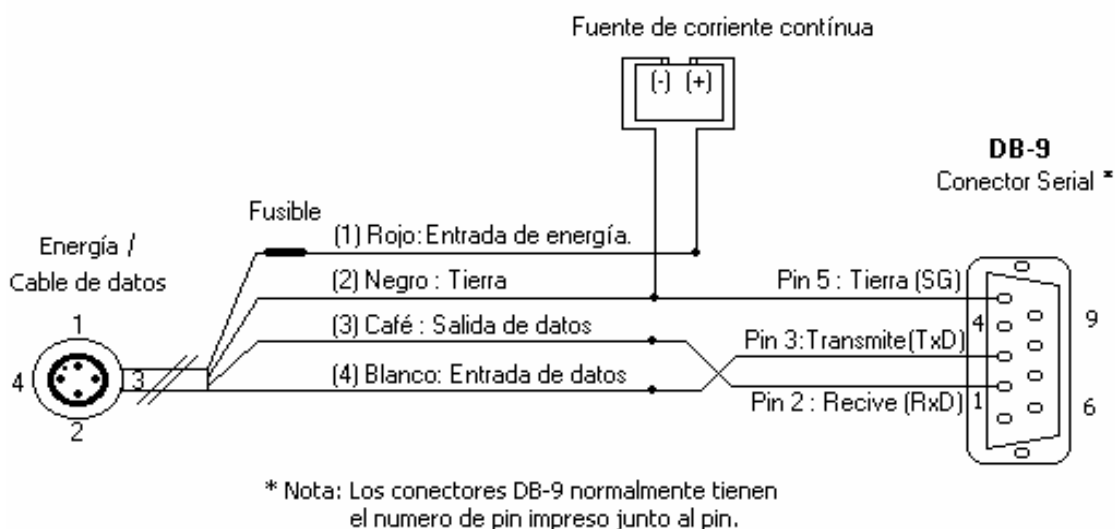 Fuente de corriente contínua
(-) (+)
DB-9
Conector Serial *
Fusible
Energía /
Cable de datos
(1) Rojo: Entrada de energía.
(2) Negro : Tierra
(3) Café : Salida de datos
(4) Blanco: Entrada de datos
1
4
3
2
Pin 5 : Tierra (SG)
Pin 3:Transmite(TxD)
Pin 2 : Recive (RxD)
4
9
1
6
* Nota: Los conectores DB-9 normalmente tienen
el numero de pin impreso junto al pin.